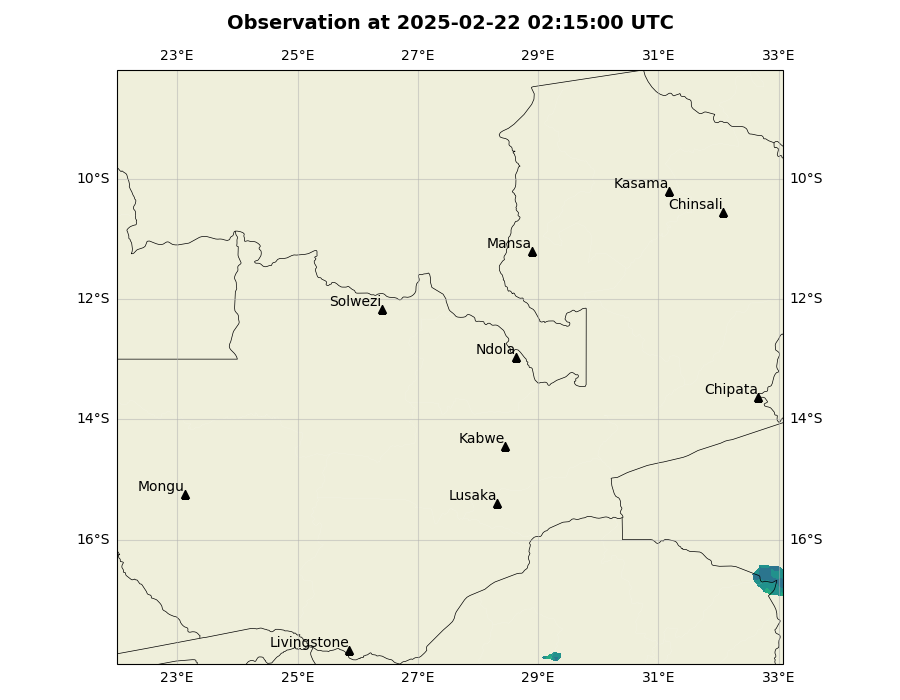 Observation at 2025-02-22 02:15:00 UTC
23°E 25°E 27°E 29°E 31°E 33°E
10°S 10°S
Kasama
Chinsali
Mansa
12°S 12°S
Solwezi
Ndola
Chipata
14°S 14°S
Kabwe
Mongu
Lusaka
16°S 16°S
Livingstone
23°E 25°E 27°E 29°E 31°E 33°E